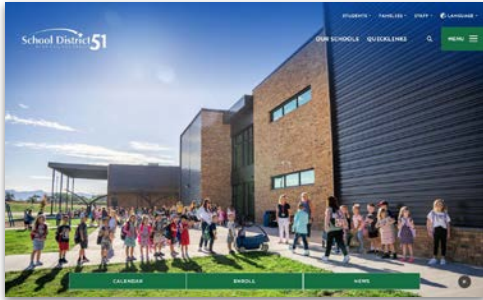 STUDENTS FAMILIES STAFF LANGUAGE
School District 51
OUR SCHOOLS QUICKLINKS MENU
CALENDAR ENROLL NEWS